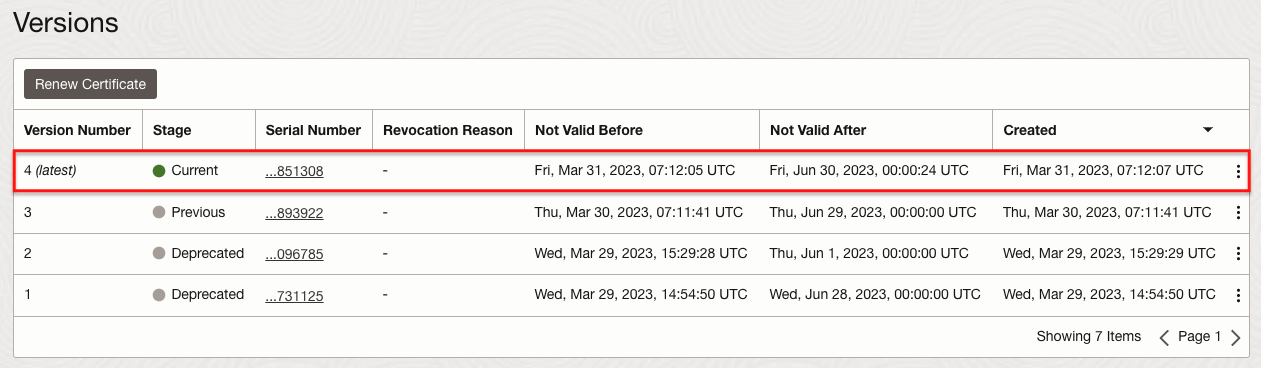 Versions
Renew Certificate
Version Number Stage Serial Number Revocation Reason Not Valid Before Not Valid After Created
4 (latest) Current ...851308 - Fri, Mar 31, 2023, 07:12:05 UTC Fri, Jun 30, 2023, 00:00:24 UTC Fri, Mar 31, 2023, 07:12:07 UTC
3 Previous ...893922 - Thu, Mar 30, 2023, 07:11:41 UTC Thu, Jun 29, 2023, 00:00:00 UTC Thu, Mar 30, 2023, 07:11:41 UTC
2 Deprecated ...096785 - Wed, Mar 29, 2023, 15:29:28 UTC Thu, Jun 1, 2023, 00:00:00 UTC Wed, Mar 29, 2023, 15:29:29 UTC
1 Deprecated ...731125 - Wed, Mar 29, 2023, 14:54:50 UTC Wed, Jun 28, 2023, 00:00:00 UTC Wed, Mar 29, 2023, 14:54:50 UTC
Showing 7 Items Page 1